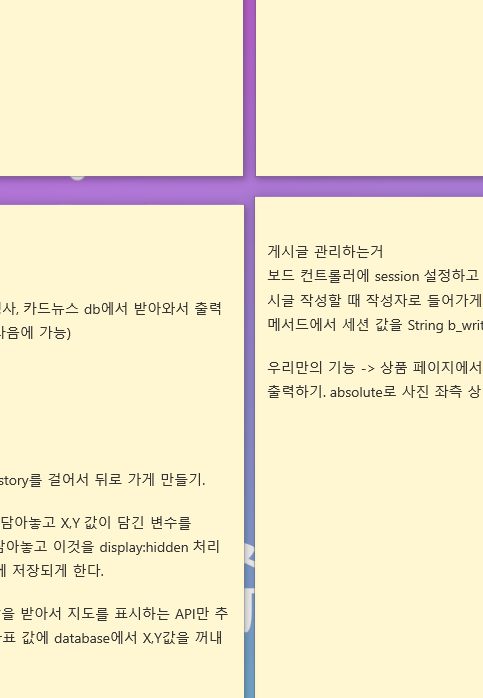 사, 카드뉴스 db에서 받아와서 출력
다음에 가능)
story를 걸어서 뒤로 가게 만들기.
담아놓고 X,Y 값이 담긴 변수를
담아놓고 이것을 display:hidden 처리
에 저장되게 한다.
을 받아서 지도를 표시하는 API만 추
표 값에 database에서 X,Y값을 꺼내
게시글 관리하는거
보드 컨트롤러에 session 설정하고
시글 작성할 때 작성자로 들어가게
메서드에서 세션 값을 String b_writ
우리만의 기능 -> 상품 페이지에서
출력하기. absolute로 사진 좌측 상